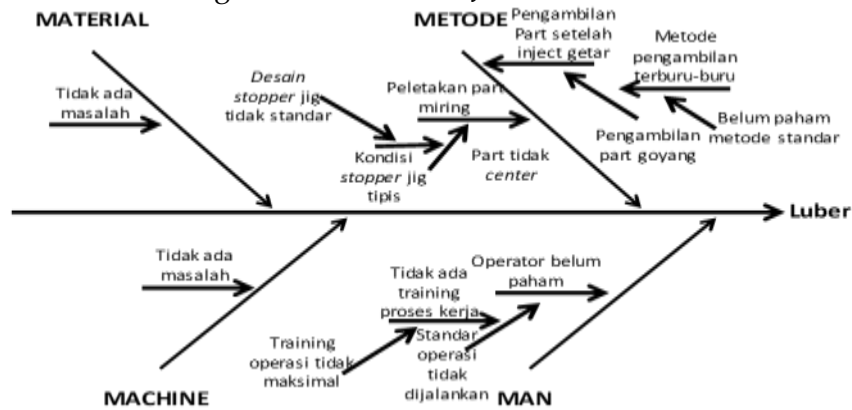 MATERIAL
METODE
Pengambilan
Part setelah
inject getar
Metode
pengambilan
terburu-buru
Desain
stopper jig
tidak standar
Tidak ada
masalah
Peletakan part
miring
Belum paham
metode standar
Pengambilan
part goyang
Kondisi
stopper jig
tipis
Part tidak
center
Luber
Tidak ada
masalah
Tidak ada
training
proses kerja
Operator belum
paham
Training
operasi tidak
maksimal
Standar
operasi
tidak
dijalankan
MACHINE
MAN